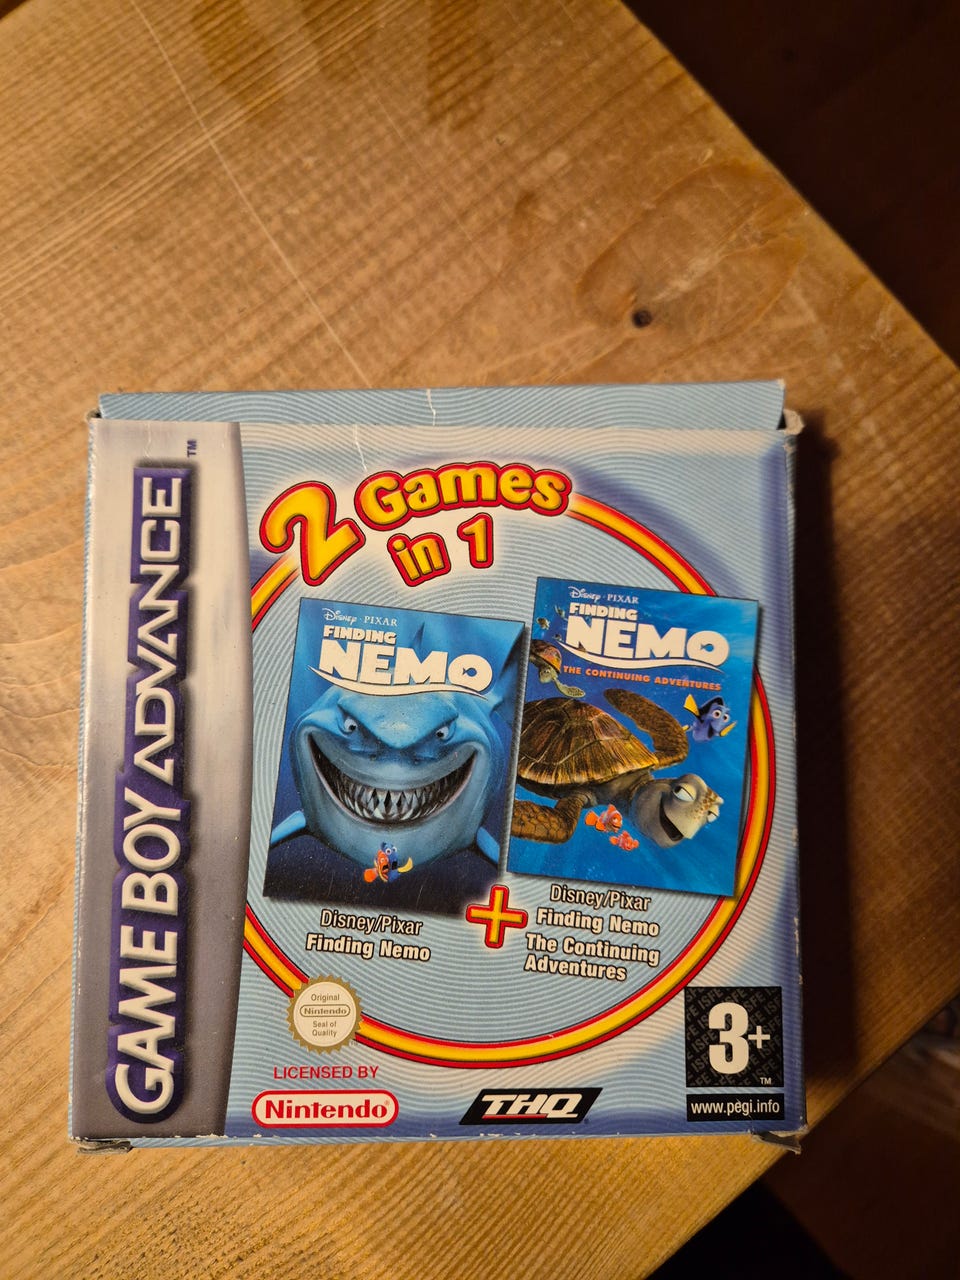 GAME BOY ADVANCE™
2 Games
in 1
Disney · PIXAR
FINDING
NEMO
Disney · PIXAR
FINDING
NEMO
THE CONTINUING ADVENTURES
Disney/Pixar
Finding Nemo
+
Disney/Pixar
Finding Nemo
The Continuing
Adventures
Original
Nintendo
Seal of
Quality
LICENSED BY
Nintendo®
THQ®
ISFE
3+
TM
www.pegi.info